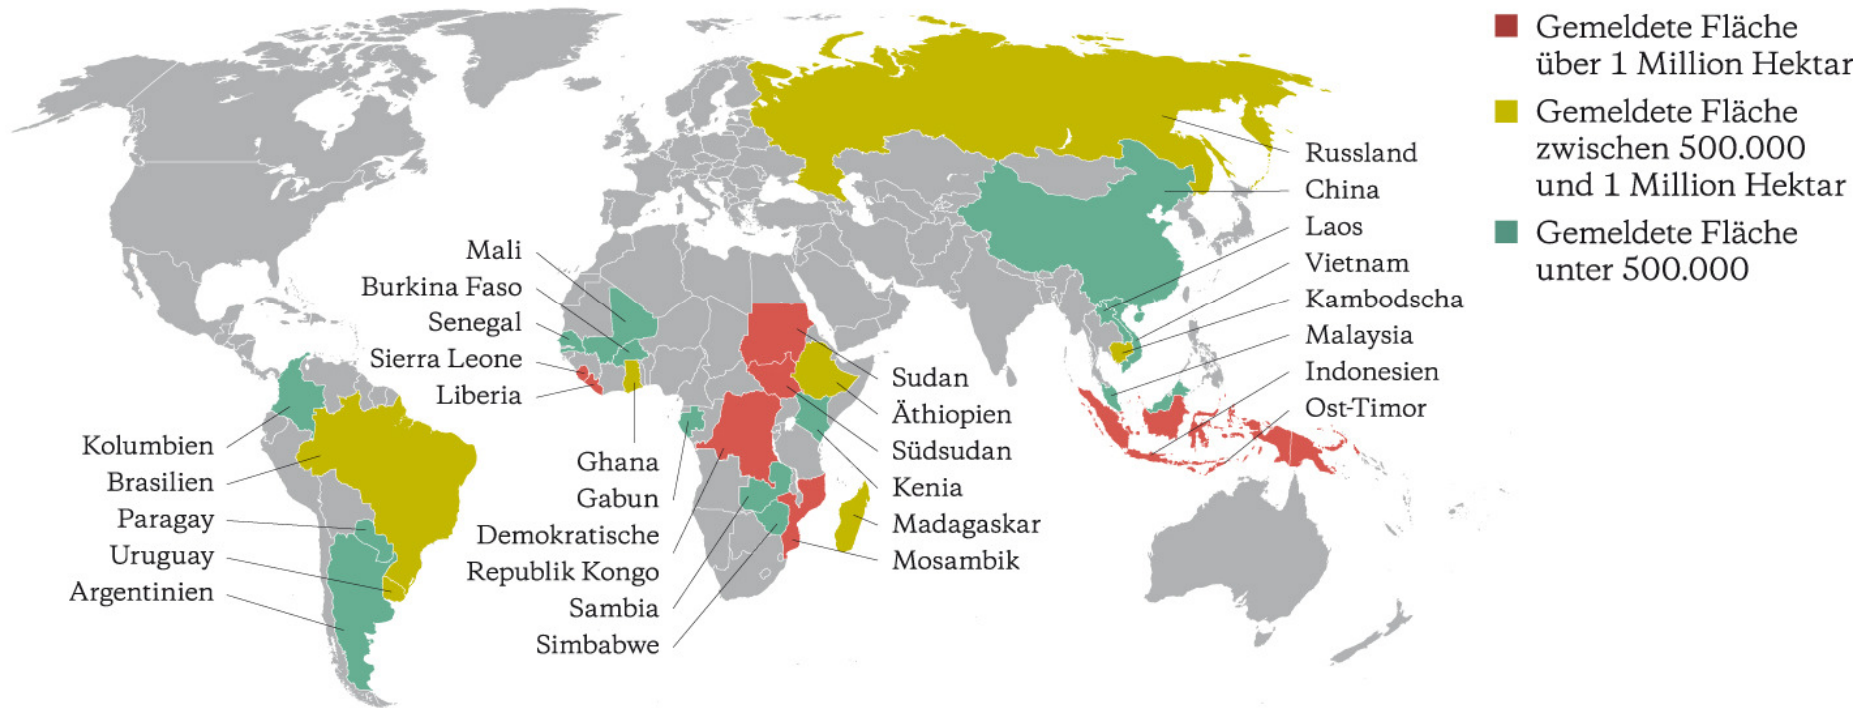 Gemeldete Fläche
über 1 Million Hektar
Gemeldete Fläche
zwischen 500.000
und 1 Million Hektar
Gemeldete Fläche
unter 500.000
Russland
China
Laos
Vietnam
Kambodscha
Malaysia
Indonesien
Ost-Timor
Mali
Burkina Faso
Senegal
Sierra Leone
Liberia
Sudan
Äthiopien
Südsudan
Kenia
Madagaskar
Mosambik
Ghana
Gabun
Demokratische
Republik Kongo
Sambia
Simbabwe
Kolumbien
Brasilien
Paragay
Uruguay
Argentinien